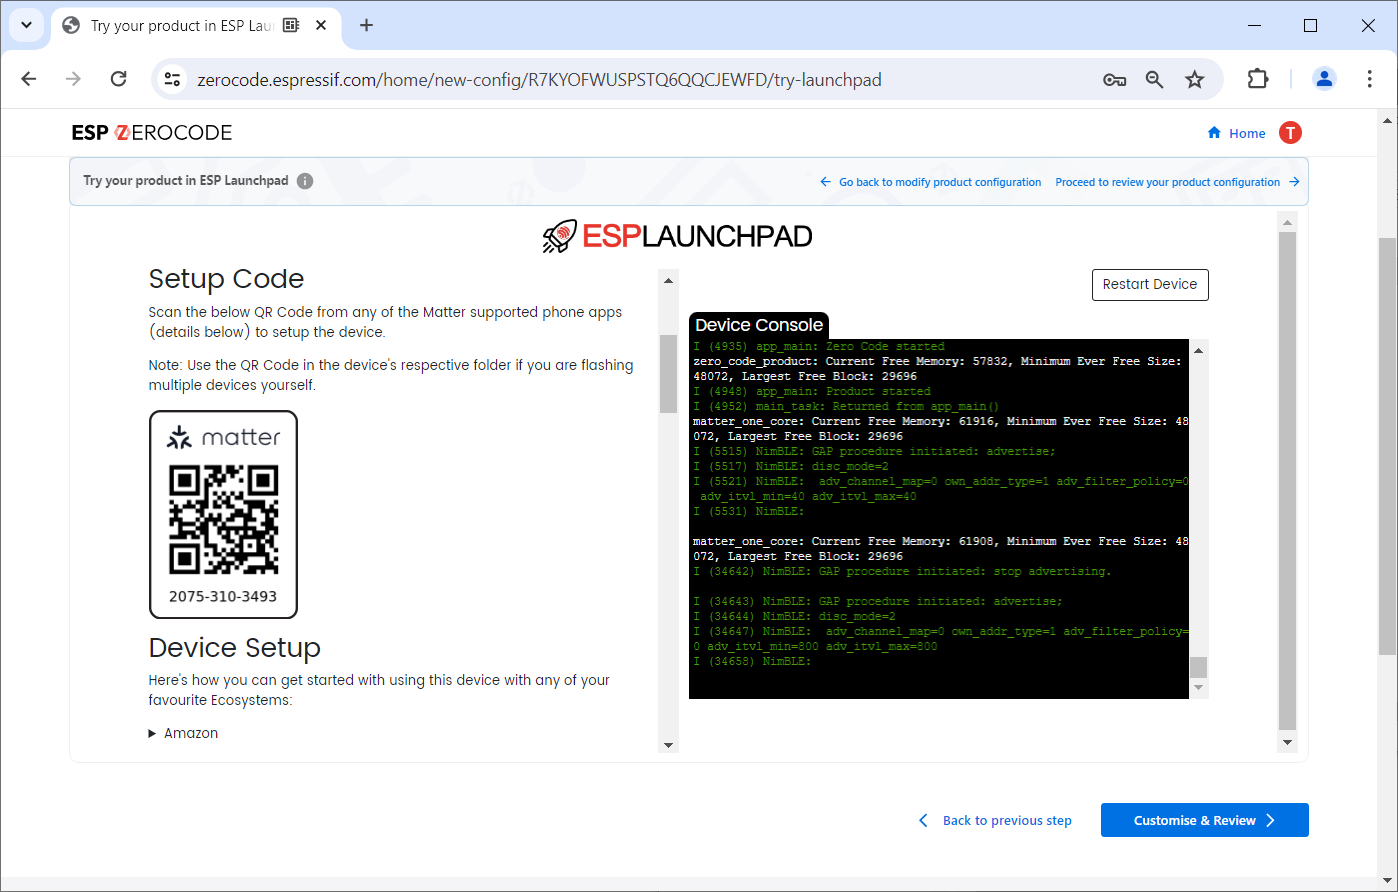 Try your product in ESP Lau
zerocode.espressif.com/home/new-config/R7KYOFWUSPSTQ6QQCJEWFD/try-launchpad
ESP ZEROCODE
Home
T
Try your product in ESP Launchpad
i
Go back to modify product configuration
Proceed to review your product configuration
ESPLAUNCHPAD
Setup Code
Scan the below QR Code from any of the Matter supported phone apps
(details below) to setup the device.
Note: Use the QR Code in the device's respective folder if you are flashing
multiple devices yourself.
matter
2075-310-3493
Device Setup
Here's how you can get started with using this device with any of your
favourite Ecosystems:
Amazon
Restart Device
Device Console
I (4935) app_main: Zero Code started
zero_code_product: Current Free Memory: 57832, Minimum Ever Free Size:
48072, Largest Free Block: 29696
I (4948) app_main: Product started
I (4952) main_task: Returned from app_main()
matter_one_core: Current Free Memory: 61916, Minimum Ever Free Size: 48
072, Largest Free Block: 29696
I (5515) NimBLE: GAP procedure initiated: advertise;
I (5517) NimBLE: disc_mode=2
I (5521) NimBLE:  adv_channel_map=0 own_addr_type=1 adv_filter_policy=0
adv_itvl_min=40 adv_itvl_max=40
I (5531) NimBLE:
matter_one_core: Current Free Memory: 61908, Minimum Ever Free Size: 48
072, Largest Free Block: 29696
I (34642) NimBLE: GAP procedure initiated: stop advertising.
I (34643) NimBLE: GAP procedure initiated: advertise;
I (34644) NimBLE: disc_mode=2
I (34647) NimBLE:  adv_channel_map=0 own_addr_type=1 adv_filter_policy=
0 adv_itvl_min=800 adv_itvl_max=800
I (34658) NimBLE:
Back to previous step
Customise & Review